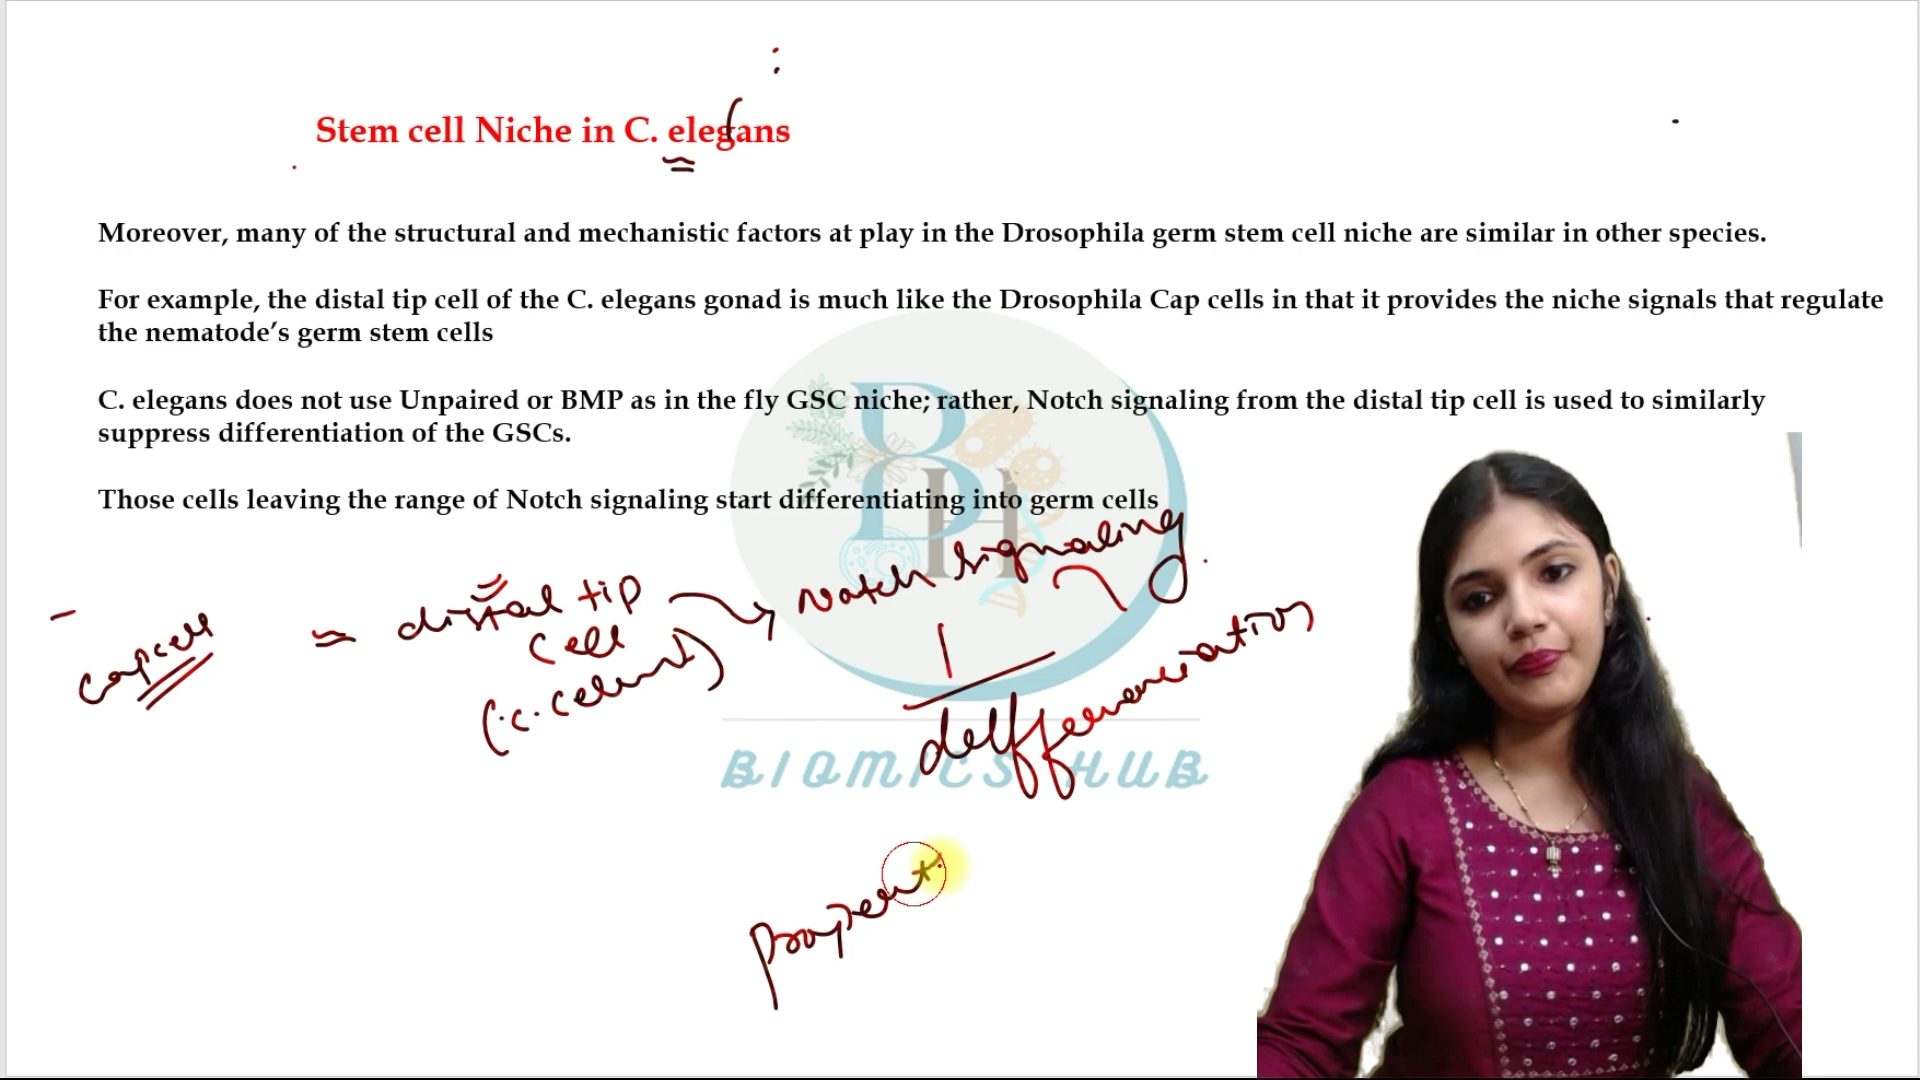 Stem cell Niche in C. elegans
Moreover, many of the structural and mechanistic factors at play in the Drosophila germ stem cell niche are similar in other species.
For example, the distal tip cell of the C. elegans gonad is much like the Drosophila Cap cells in that it provides the niche signals that regulate
the nematode’s germ stem cells
C. elegans does not use Unpaired or BMP as in the fly GSC niche; rather, Notch signaling from the distal tip cell is used to similarly
suppress differentiation of the GSCs.
Those cells leaving the range of Notch signaling start differentiating into germ cells
Notch signaling
cap cell = distal tip
cell
BH
BIOMICS HUB